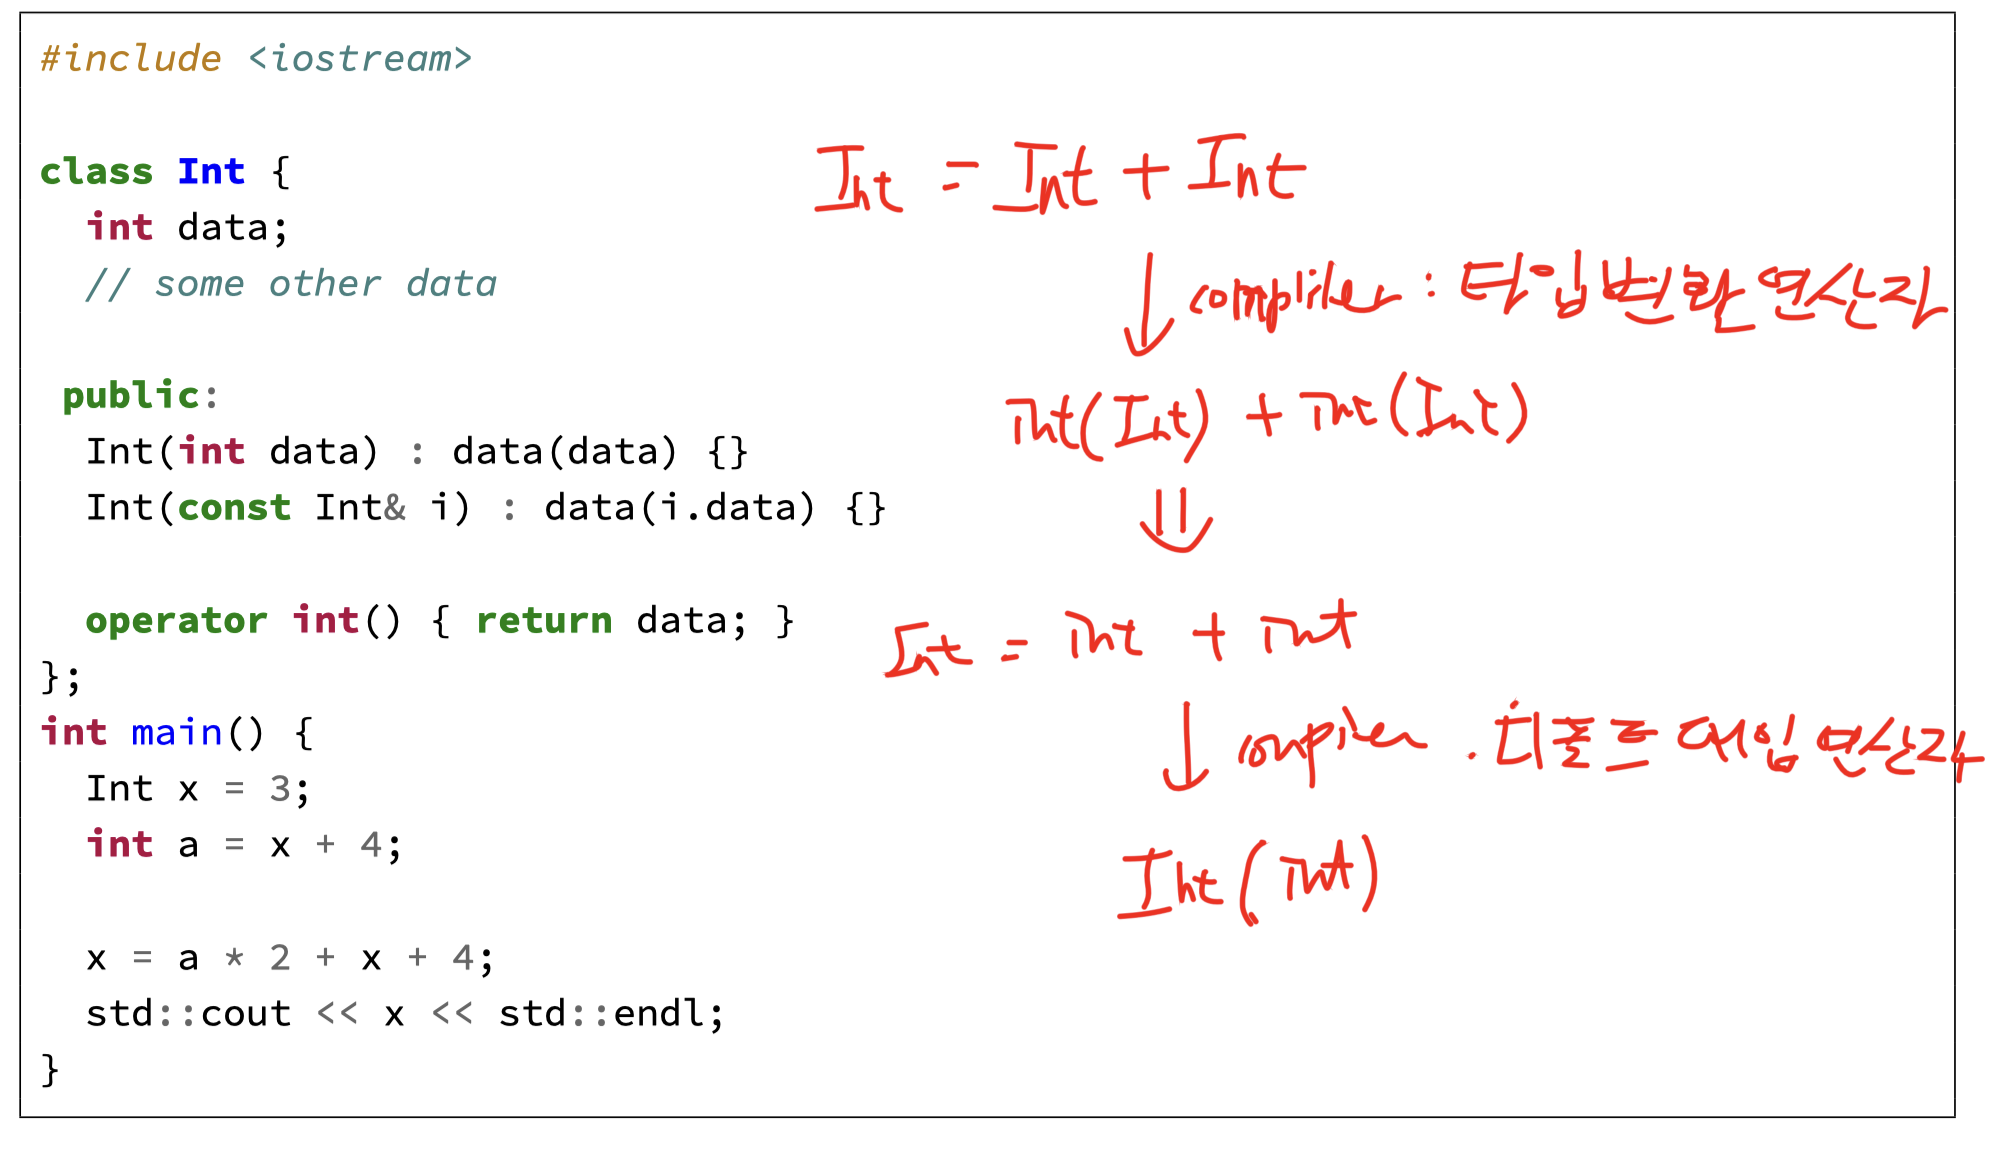 #include <iostream>
class Int {
int data;
// some other data
public:
Int(int data) : data(data) {}
Int(const Int& i) : data(i.data) {}
operator int() { return data; }
};
int main() {
Int x = 3;
int a = x + 4;
x = a * 2 + x + 4;
std::cout << x << std::endl;
}
Int = Int + Int
compiler : 타입 변환 연산자
int(Int) + int(Int)
Int = int + int
compiler . 디폴트 대입 연산자
Int(int)